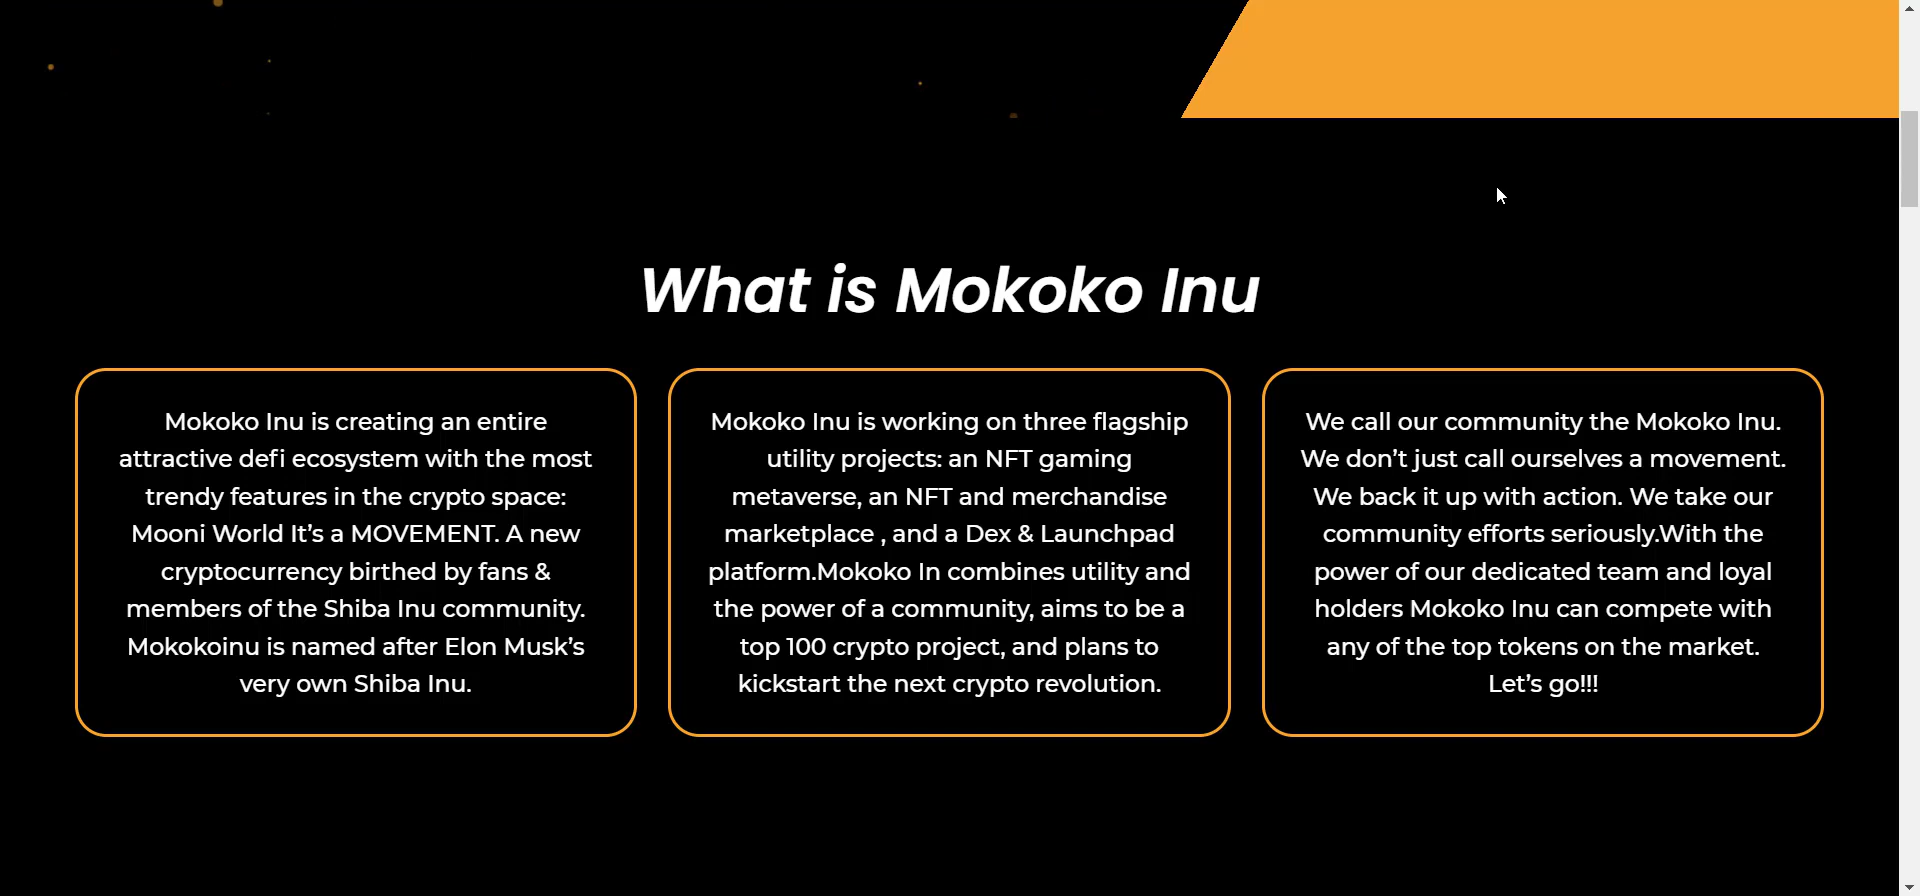 What is Mokoko Inu
Mokoko Inu is creating an entire
attractive defi ecosystem with the most
trendy features in the crypto space:
Mooni World It’s a MOVEMENT. A new
cryptocurrency birthed by fans &
members of the Shiba Inu community.
Mokokoinu is named after Elon Musk’s
very own Shiba Inu.
Mokoko Inu is working on three flagship
utility projects: an NFT gaming
metaverse, an NFT and merchandise
marketplace , and a Dex & Launchpad
platform.Mokoko In combines utility and
the power of a community, aims to be a
top 100 crypto project, and plans to
kickstart the next crypto revolution.
We call our community the Mokoko Inu.
We don’t just call ourselves a movement.
We back it up with action. We take our
community efforts seriously.With the
power of our dedicated team and loyal
holders Mokoko Inu can compete with
any of the top tokens on the market.
Let’s go!!!